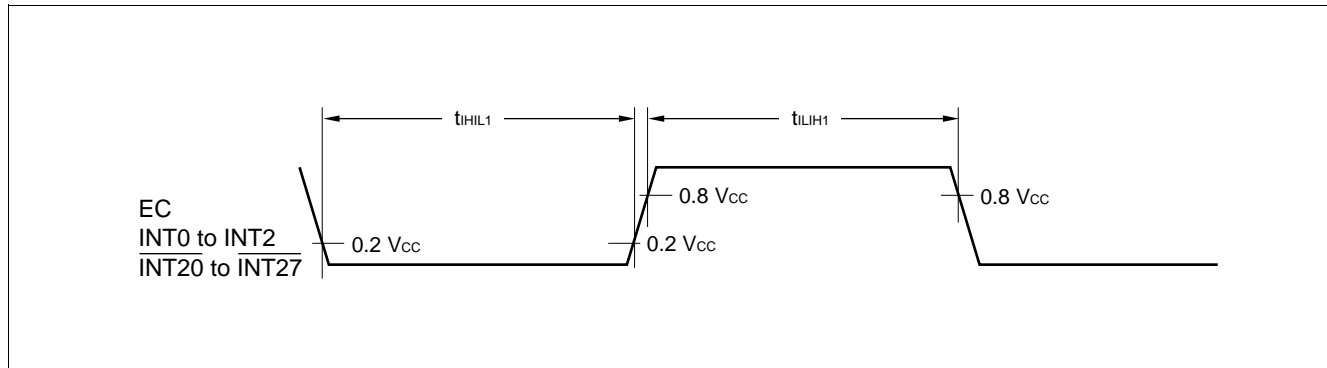 tIHIL1
tILIH1
0.8 VCC
0.8 VCC
EC
INT0 to INT2
0.2 VCC
0.2 VCC
INT20 to INT27